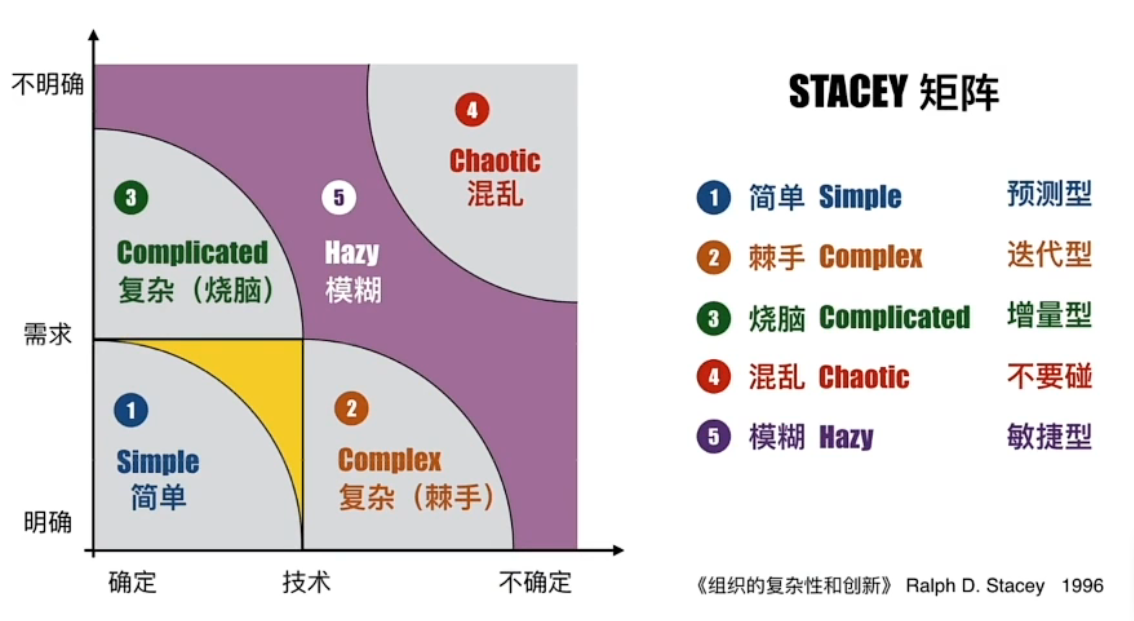 STACEY 矩阵
不明确
需求
明确
确定
技术
不确定
4
Chaotic
混乱
3
Complicated
复杂（烧脑）
5
Hazy
模糊
1
Simple
简单
2
Complex
复杂（棘手）
1 简单 Simple 预测型
2 棘手 Complex 迭代型
3 烧脑 Complicated 增量型
4 混乱 Chaotic 不要碰
5 模糊 Hazy 敏捷型
《组织的复杂性和创新》 Ralph D. Stacey 1996